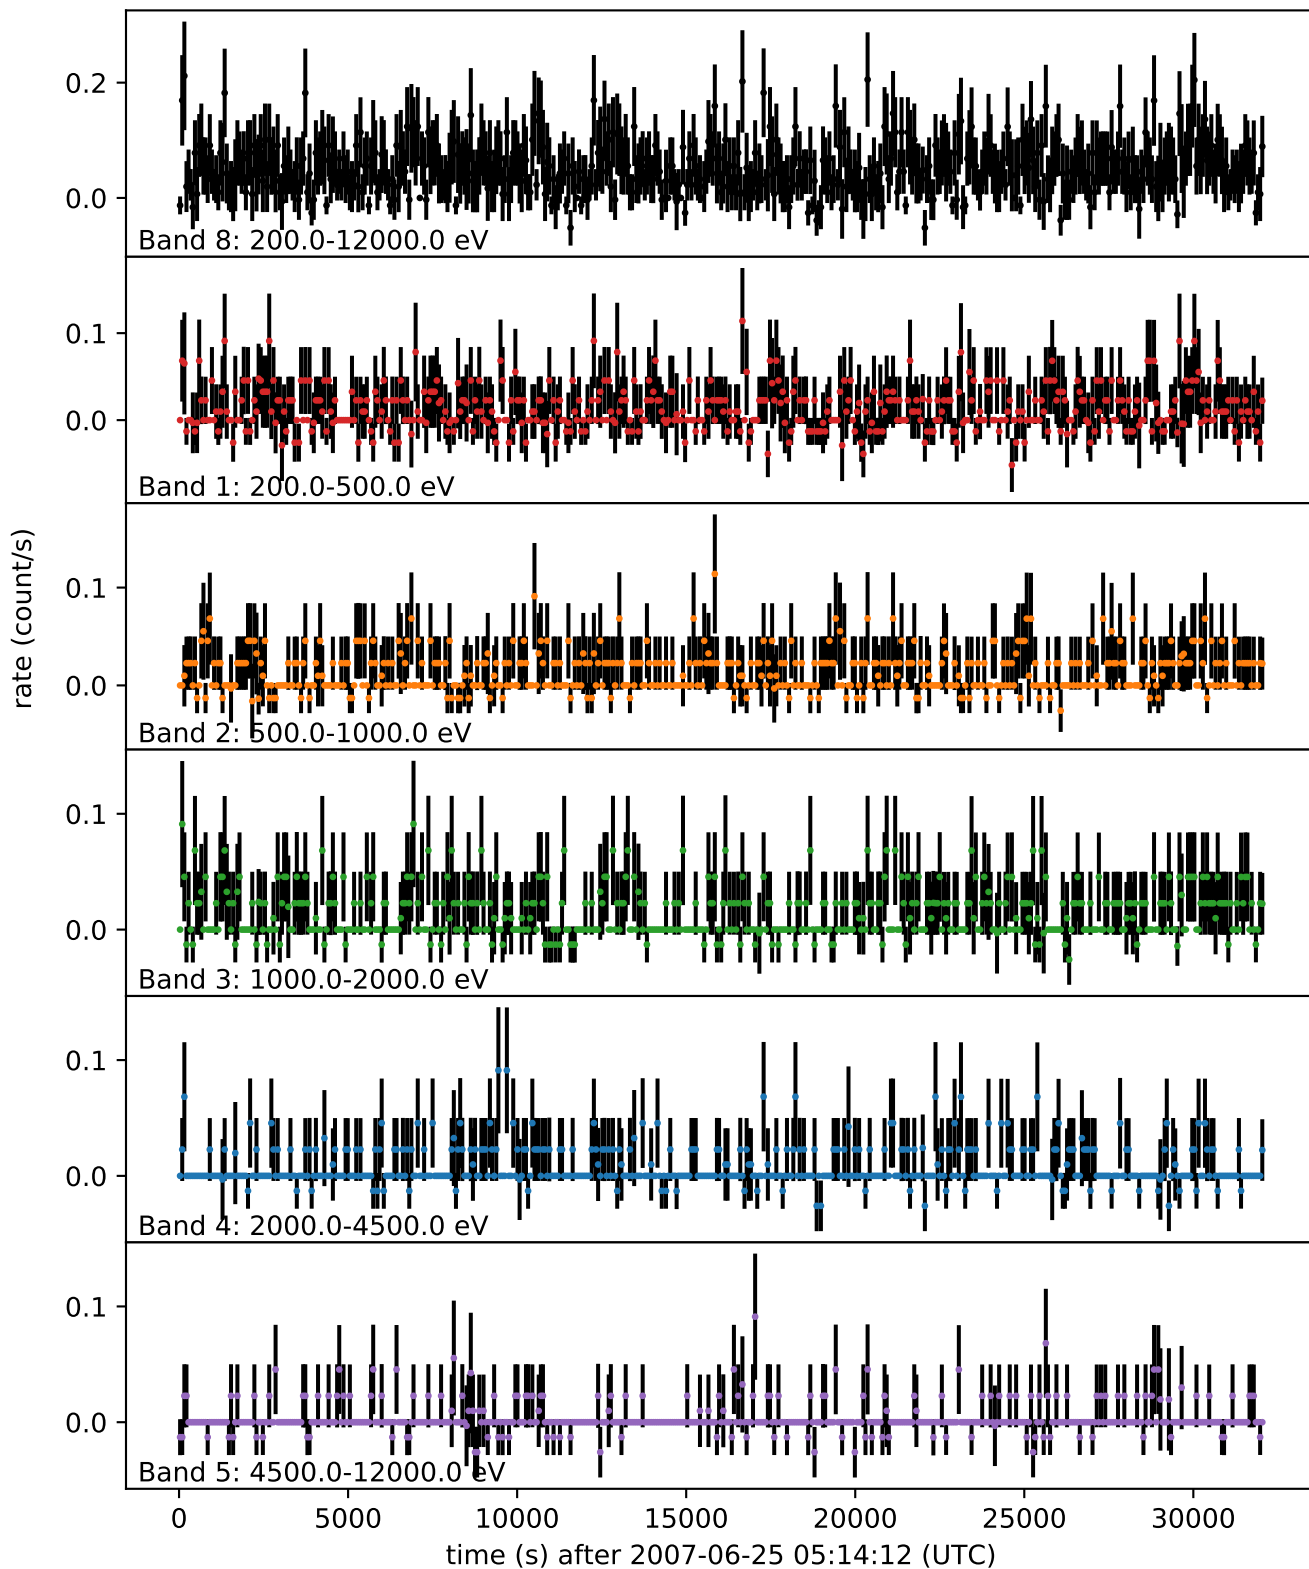 0.2
0.0
Band 8: 200.0-12000.0 eV
0.1
0.0
Band 1: 200.0-500.0 eV
rate (count/s)
0.1
0.0
Band 2: 500.0-1000.0 eV
0.1
0.0
Band 3: 1000.0-2000.0 eV
0.1
0.0
Band 4: 2000.0-4500.0 eV
0.1
0.0
Band 5: 4500.0-12000.0 eV
0 5000 10000 15000 20000 25000 30000
time (s) after 2007-06-25 05:14:12 (UTC)